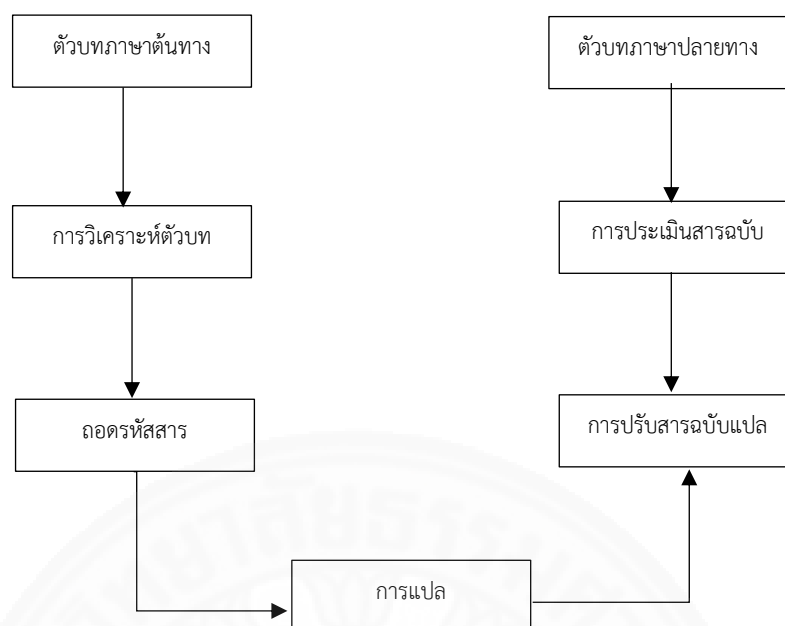 ตัวบทภาษาต้นทาง
ตัวบทภาษาปลายทาง
การวิเคราะห์ตัวบท
การประเมินสารฉบับ
ถอดรหัสสาร
การปรับสารฉบับแปล
การแปล